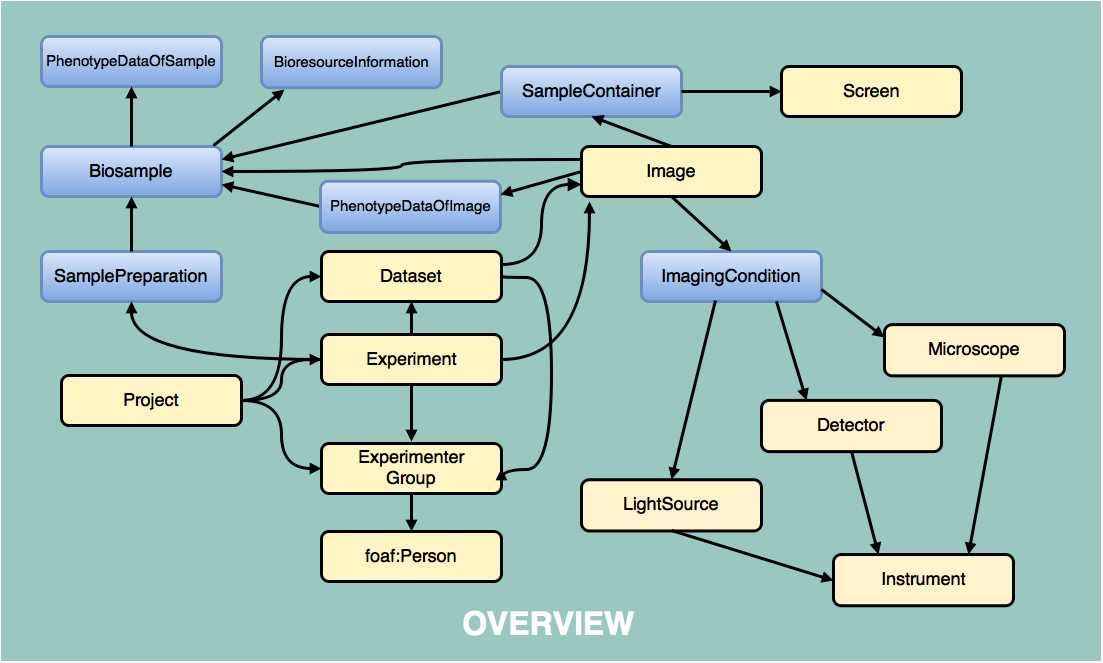 PhenotypeDataOfSample
BioresourceInformation
SampleContainer
Screen
Biosample
Image
PhenotypeDataOfImage
SamplePreparation
Dataset
ImagingCondition
Experiment
Microscope
Project
Detector
Experimenter
Group
LightSource
foaf:Person
Instrument
OVERVIEW